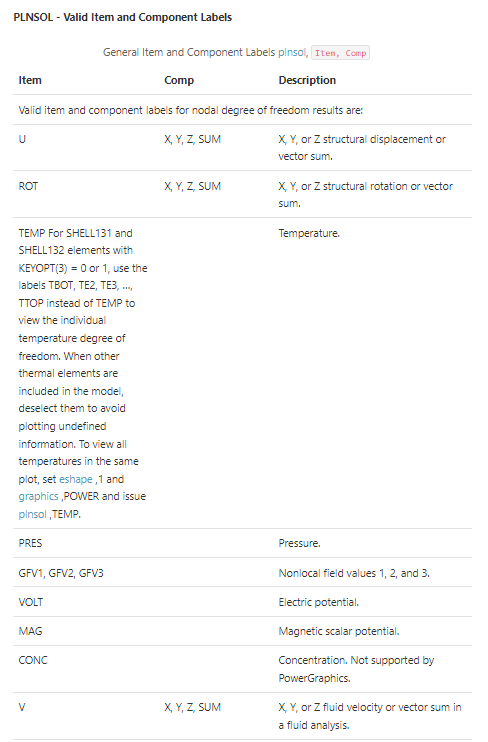 PLNSOL - Valid Item and Component Labels
General Item and Component Labels plnsol, Item, Comp
Item Comp Description
Valid item and component labels for nodal degree of freedom results are:
U X, Y, Z, SUM X, Y, or Z structural displacement or
vector sum.
ROT X, Y, Z, SUM X, Y, or Z structural rotation or vector
sum.
TEMP For SHELL131 and Temperature.
SHELL132 elements with
KEYOPT(3) = 0 or 1, use the
labels TBOT, TE2, TE3, ...,
TTOP instead of TEMP to
view the individual
temperature degree of
freedom. When other
thermal elements are
included in the model,
deselect them to avoid
plotting undefined
information. To view all
temperatures in the same
plot, set eshape ,1 and
graphics ,POWER and issue
plnsol ,TEMP.
PRES Pressure.
GFV1, GFV2, GFV3 Nonlocal field values 1, 2, and 3.
VOLT Electric potential.
MAG Magnetic scalar potential.
CONC Concentration. Not supported by
PowerGraphics.
V X, Y, Z, SUM X, Y, or Z fluid velocity or vector sum in
a fluid analysis.